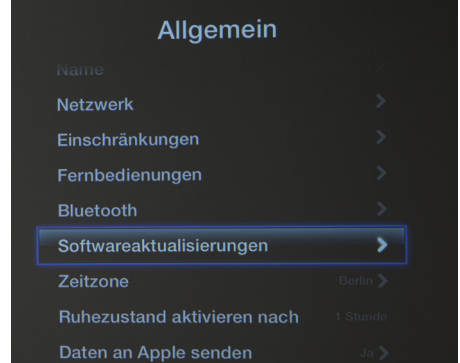 Allgemein
Name
Netzwerk
Einschränkungen
Fernbedienungen
Bluetooth
Softwareaktualisierungen
Zeitzone Berlin
Ruhezustand aktivieren nach 1 Stunde
Daten an Apple senden Ja